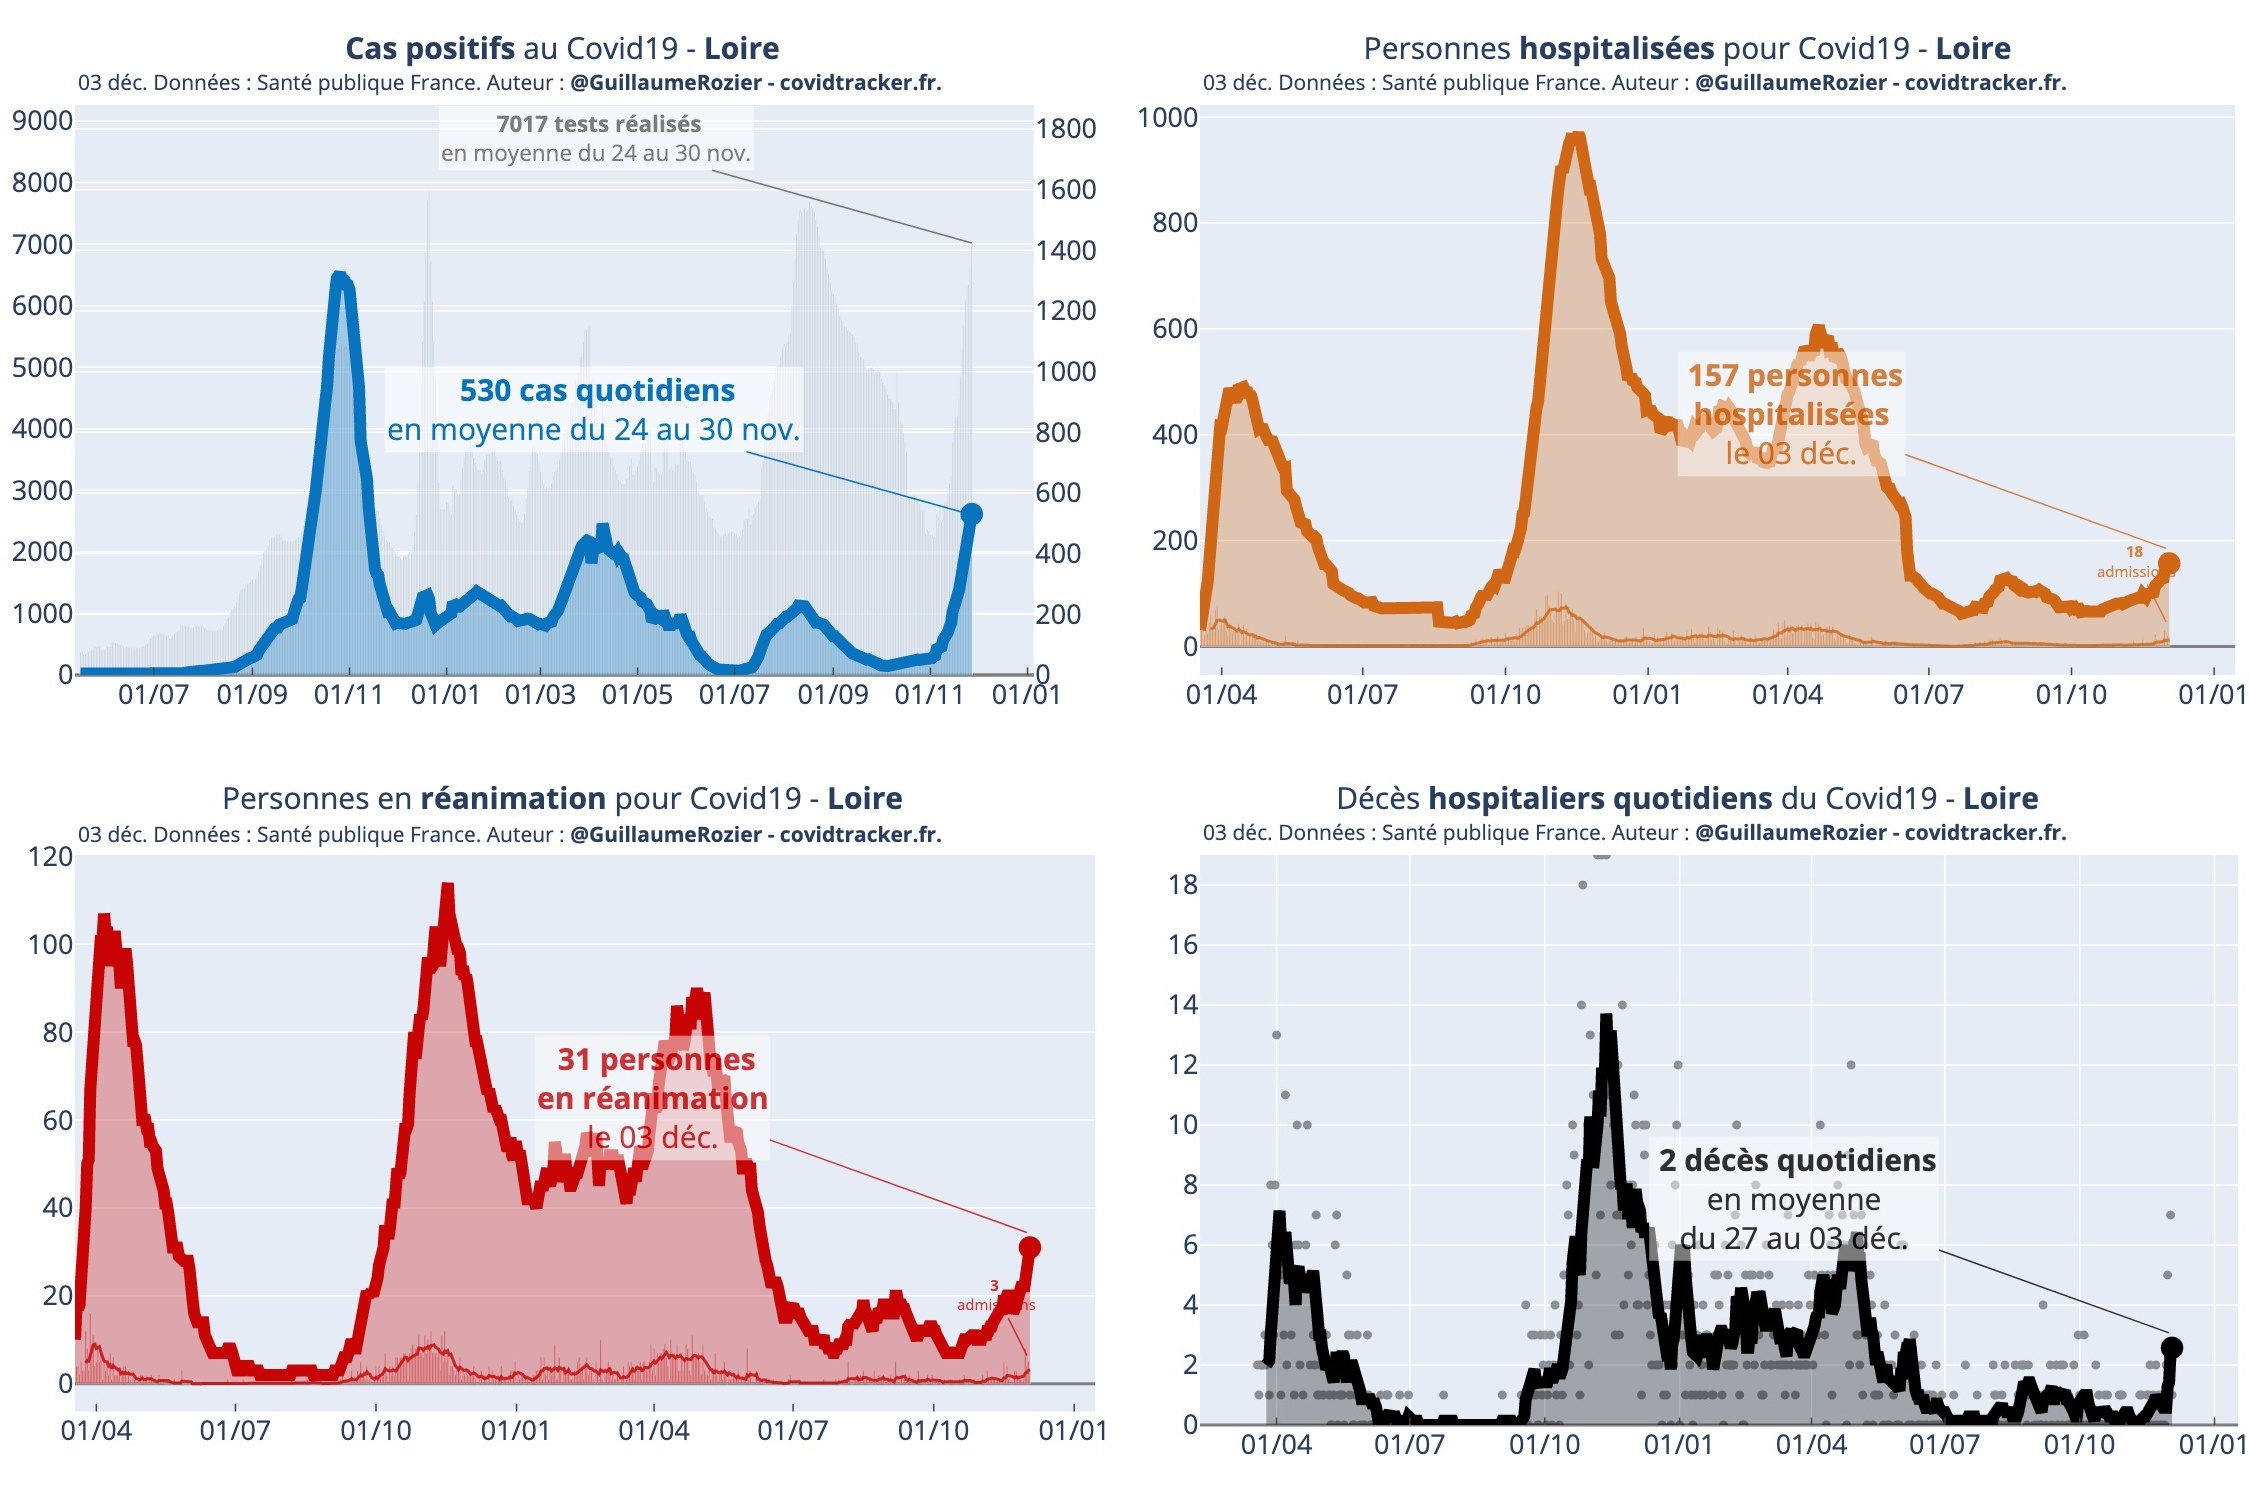 Cas positifs au Covid19 - Loire
03 déc. Données : Santé publique France. Auteur : @GuillaumeRozier - covidtracker.fr.
7017 tests réalisés
en moyenne du 24 au 30 nov.
530 cas quotidiens
en moyenne du 24 au 30 nov.
9000
8000
7000
6000
5000
4000
3000
2000
1000
0
1800
1600
1400
1200
1000
800
600
400
200
0
01/07 01/09 01/11 01/01 01/03 01/05 01/07 01/09 01/11 01/01
Personnes hospitalisées pour Covid19 - Loire
03 déc. Données : Santé publique France. Auteur : @GuillaumeRozier - covidtracker.fr.
1000
800
600
400
200
0
157 personnes
hospitalisées
le 03 déc.
18
admissions
01/04 01/07 01/10 01/01 01/04 01/07 01/10 01/01
Personnes en réanimation pour Covid19 - Loire
03 déc. Données : Santé publique France. Auteur : @GuillaumeRozier - covidtracker.fr.
120
100
80
60
40
20
0
31 personnes
en réanimation
le 03 déc.
3
admissions
01/04 01/07 01/10 01/01 01/04 01/07 01/10 01/01
Décès hospitaliers quotidiens du Covid19 - Loire
03 déc. Données : Santé publique France. Auteur : @GuillaumeRozier - covidtracker.fr.
18
16
14
12
10
8
6
4
2
0
2 décès quotidiens
en moyenne
du 27 au 03 déc.
01/04 01/07 01/10 01/01 01/04 01/07 01/10 01/01